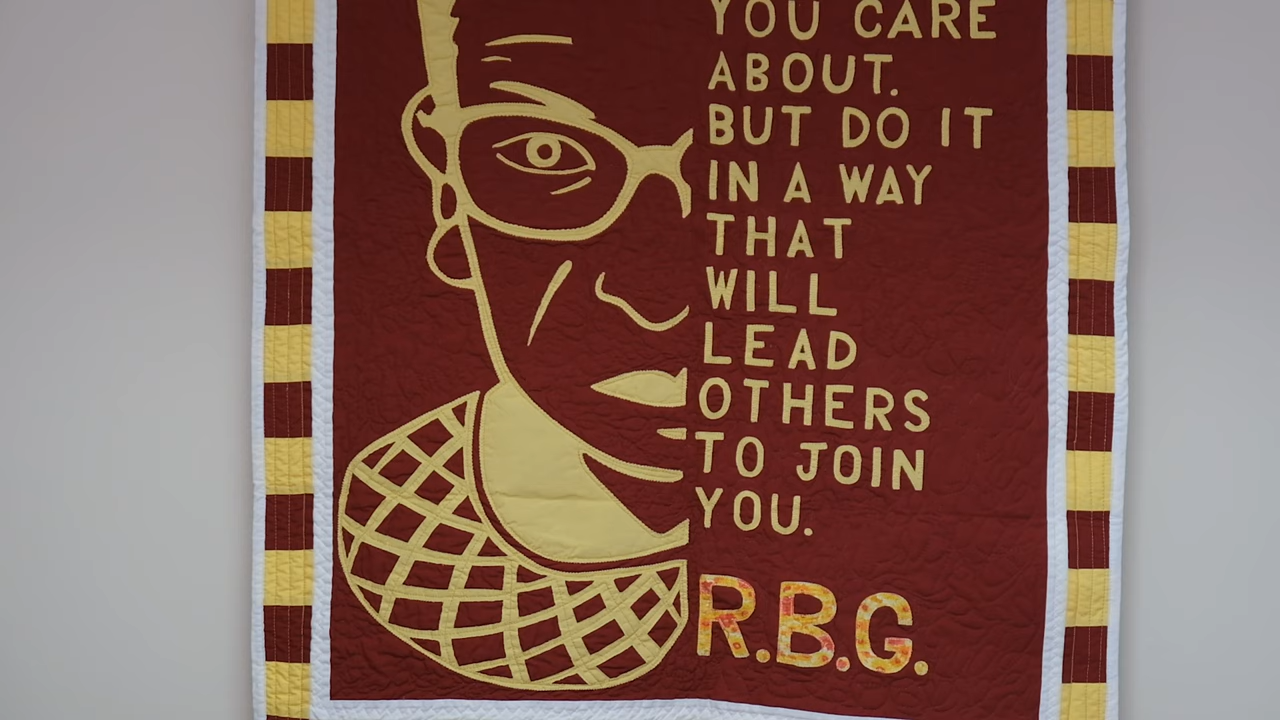 YOU CARE
ABOUT.
BUT DO IT
IN A WAY
THAT
WILL
LEAD
OTHERS
TO JOIN
YOU.
R.B.G.